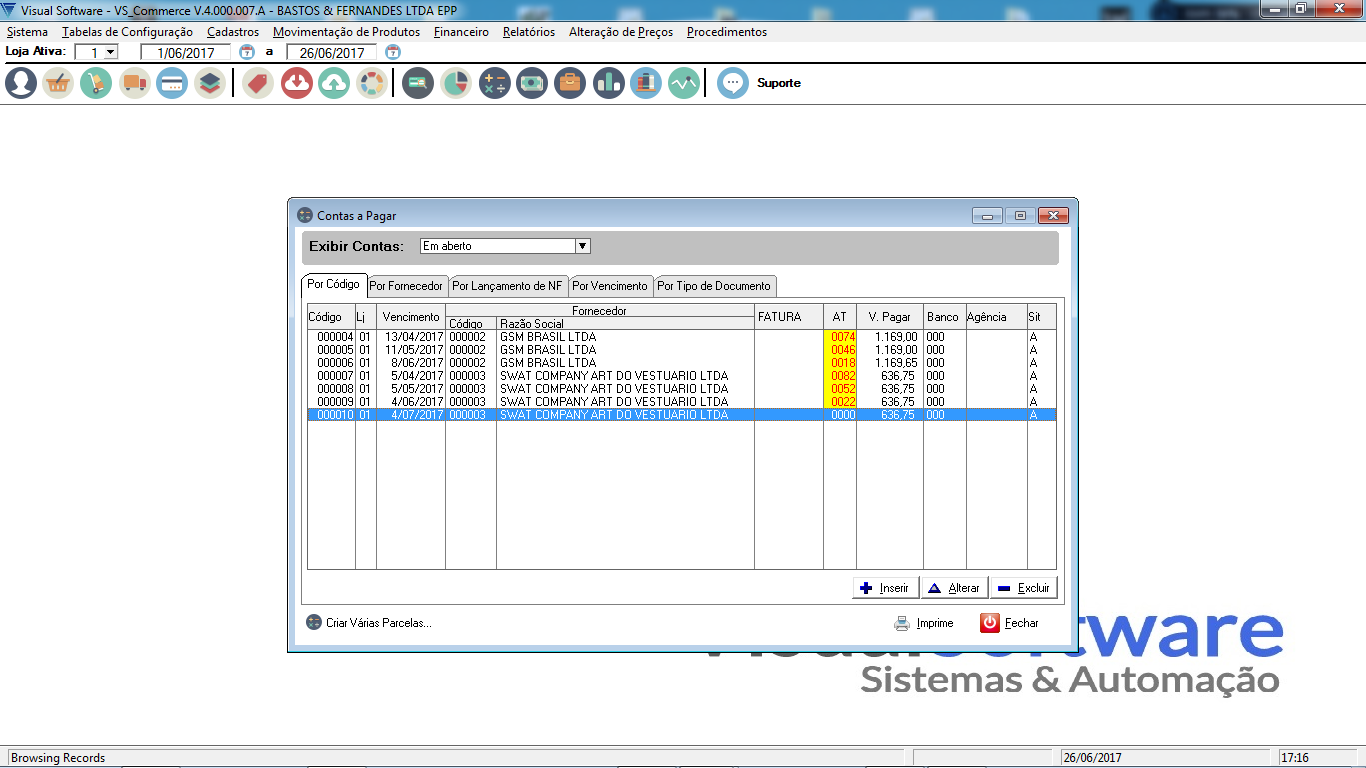 Visual Software - VS_Commerce V.4.000.007.A - BASTOS & FERNANDES LTDA EPP
Sistema Tabelas de Configuração Cadastros Movimentação de Produtos Financeiro Relatórios Alteração de Preços Procedimentos
Loja Ativa: 1 1/06/2017 a 26/06/2017
Suporte
Contas a Pagar
Exibir Contas: Em aberto
Por Código Por Fornecedor Por Lançamento de NF Por Vencimento Por Tipo de Documento
Código Lj Vencimento Fornecedor FATURA AT V. Pagar Banco Agência Sit
Código Razão Social
000004 01 13/04/2017 000002 GSM BRASIL LTDA 0074 1.169,00 000 A
000005 01 11/05/2017 000002 GSM BRASIL LTDA 0046 1.169,00 000 A
000006 01 8/06/2017 000002 GSM BRASIL LTDA 0018 1.169,65 000 A
000007 01 5/04/2017 000003 SWAT COMPANY ART DO VESTUARIO LTDA 0082 636,75 000 A
000008 01 5/05/2017 000003 SWAT COMPANY ART DO VESTUARIO LTDA 0052 636,75 000 A
000009 01 4/06/2017 000003 SWAT COMPANY ART DO VESTUARIO LTDA 0022 636,75 000 A
000010 01 4/07/2017 000003 SWAT COMPANY ART DO VESTUARIO LTDA 0000 636,75 000 A
Inserir Alterar Excluir
Criar Várias Parcelas... Imprime Fechar
Sistemas & Automação
Browsing Records 26/06/2017 17:16